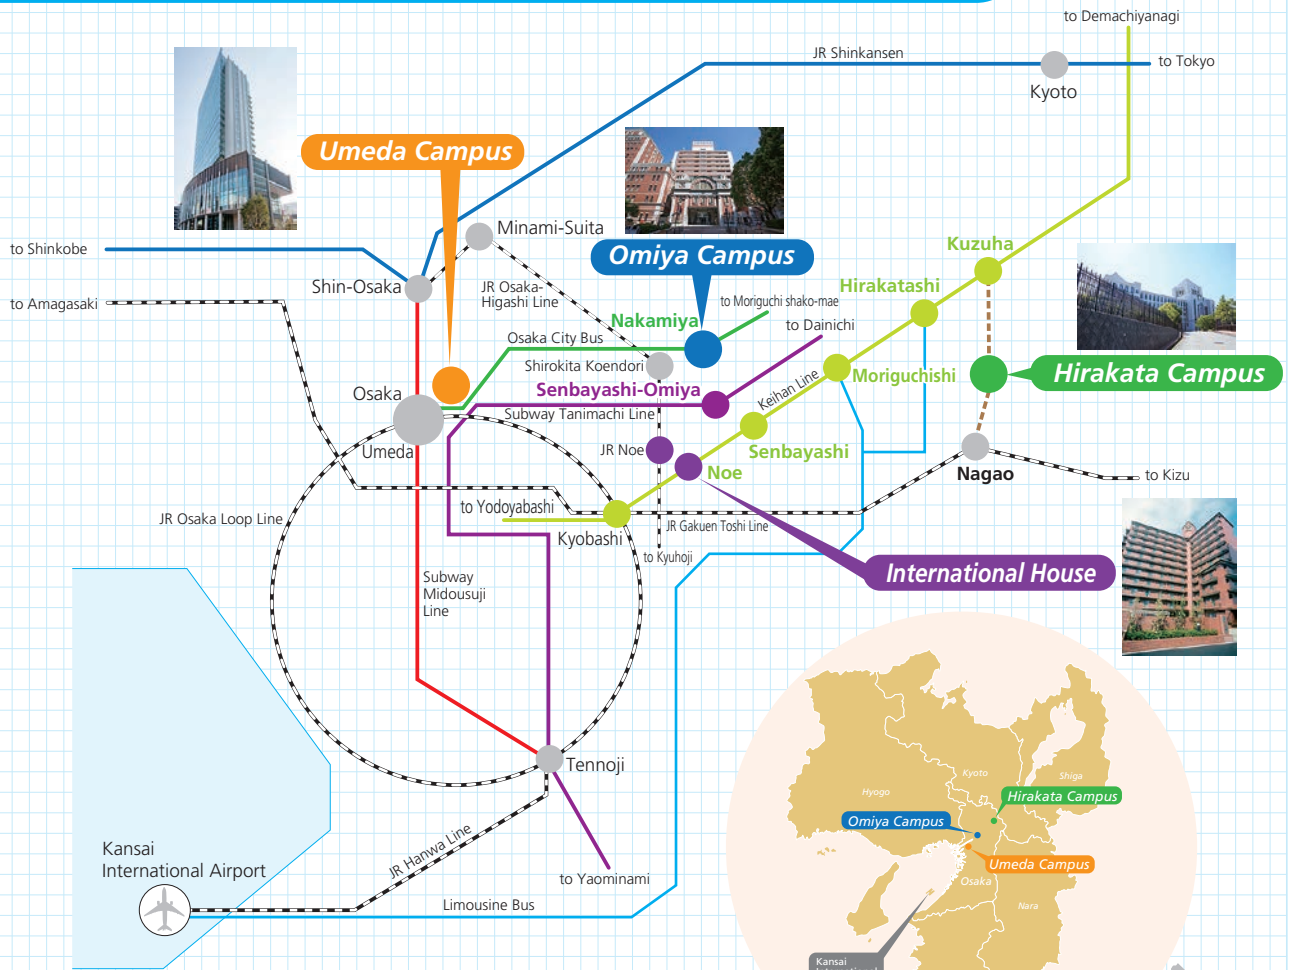 to Demachiyanagi
JR Shinkansen
to Tokyo
Kyoto
Umeda Campus
Minami-Suita
Omiya Campus
Kuzuha
to Shinkobe
Shin-Osaka
JR Osaka-
Higashi Line
Hirakatashi
to Amagasaki
to Moriguchi shako-mae
Nakamiya
to Dainichi
Osaka City Bus
Shirokita Koendori
Hirakata Campus
Moriguchishi
Osaka
Senbayashi-Omiya
Keihan Line
Subway Tanimachi Line
Umeda
JR Noe
Senbayashi
Noe
Nagao
to Kizu
to Yodoyabashi
JR Osaka Loop Line
JR Gakuen Toshi Line
Kyobashi
to Kyuhoji
International House
Subway
Midousuji
Line
Tennoji
Kyoto
Shiga
Hyogo
Hirakata Campus
Omiya Campus
Umeda Campus
Osaka
Nara
JR Hanwa Line
Kansai
International Airport
to Yaominami
Limousine Bus
Kansai
International